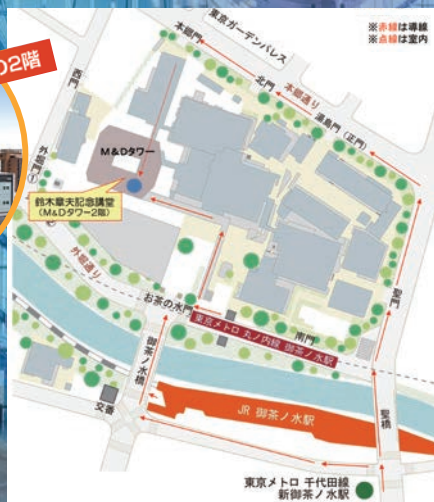 の2階
東京ガーデンパレス
※赤線は導線
※点線は室内
本郷門
西門
北門
本郷通り
湯島門(正門)
M&Dタワー
外堀門
鈴木章夫記念講堂
(M&Dタワー2階)
外堀通り
聖門
お茶の水門
東京メトロ 丸ノ内線 御茶ノ水駅
南門
御茶ノ水橋
JR 御茶ノ水駅
聖橋
交番
東京メトロ 千代田線
新御茶ノ水駅